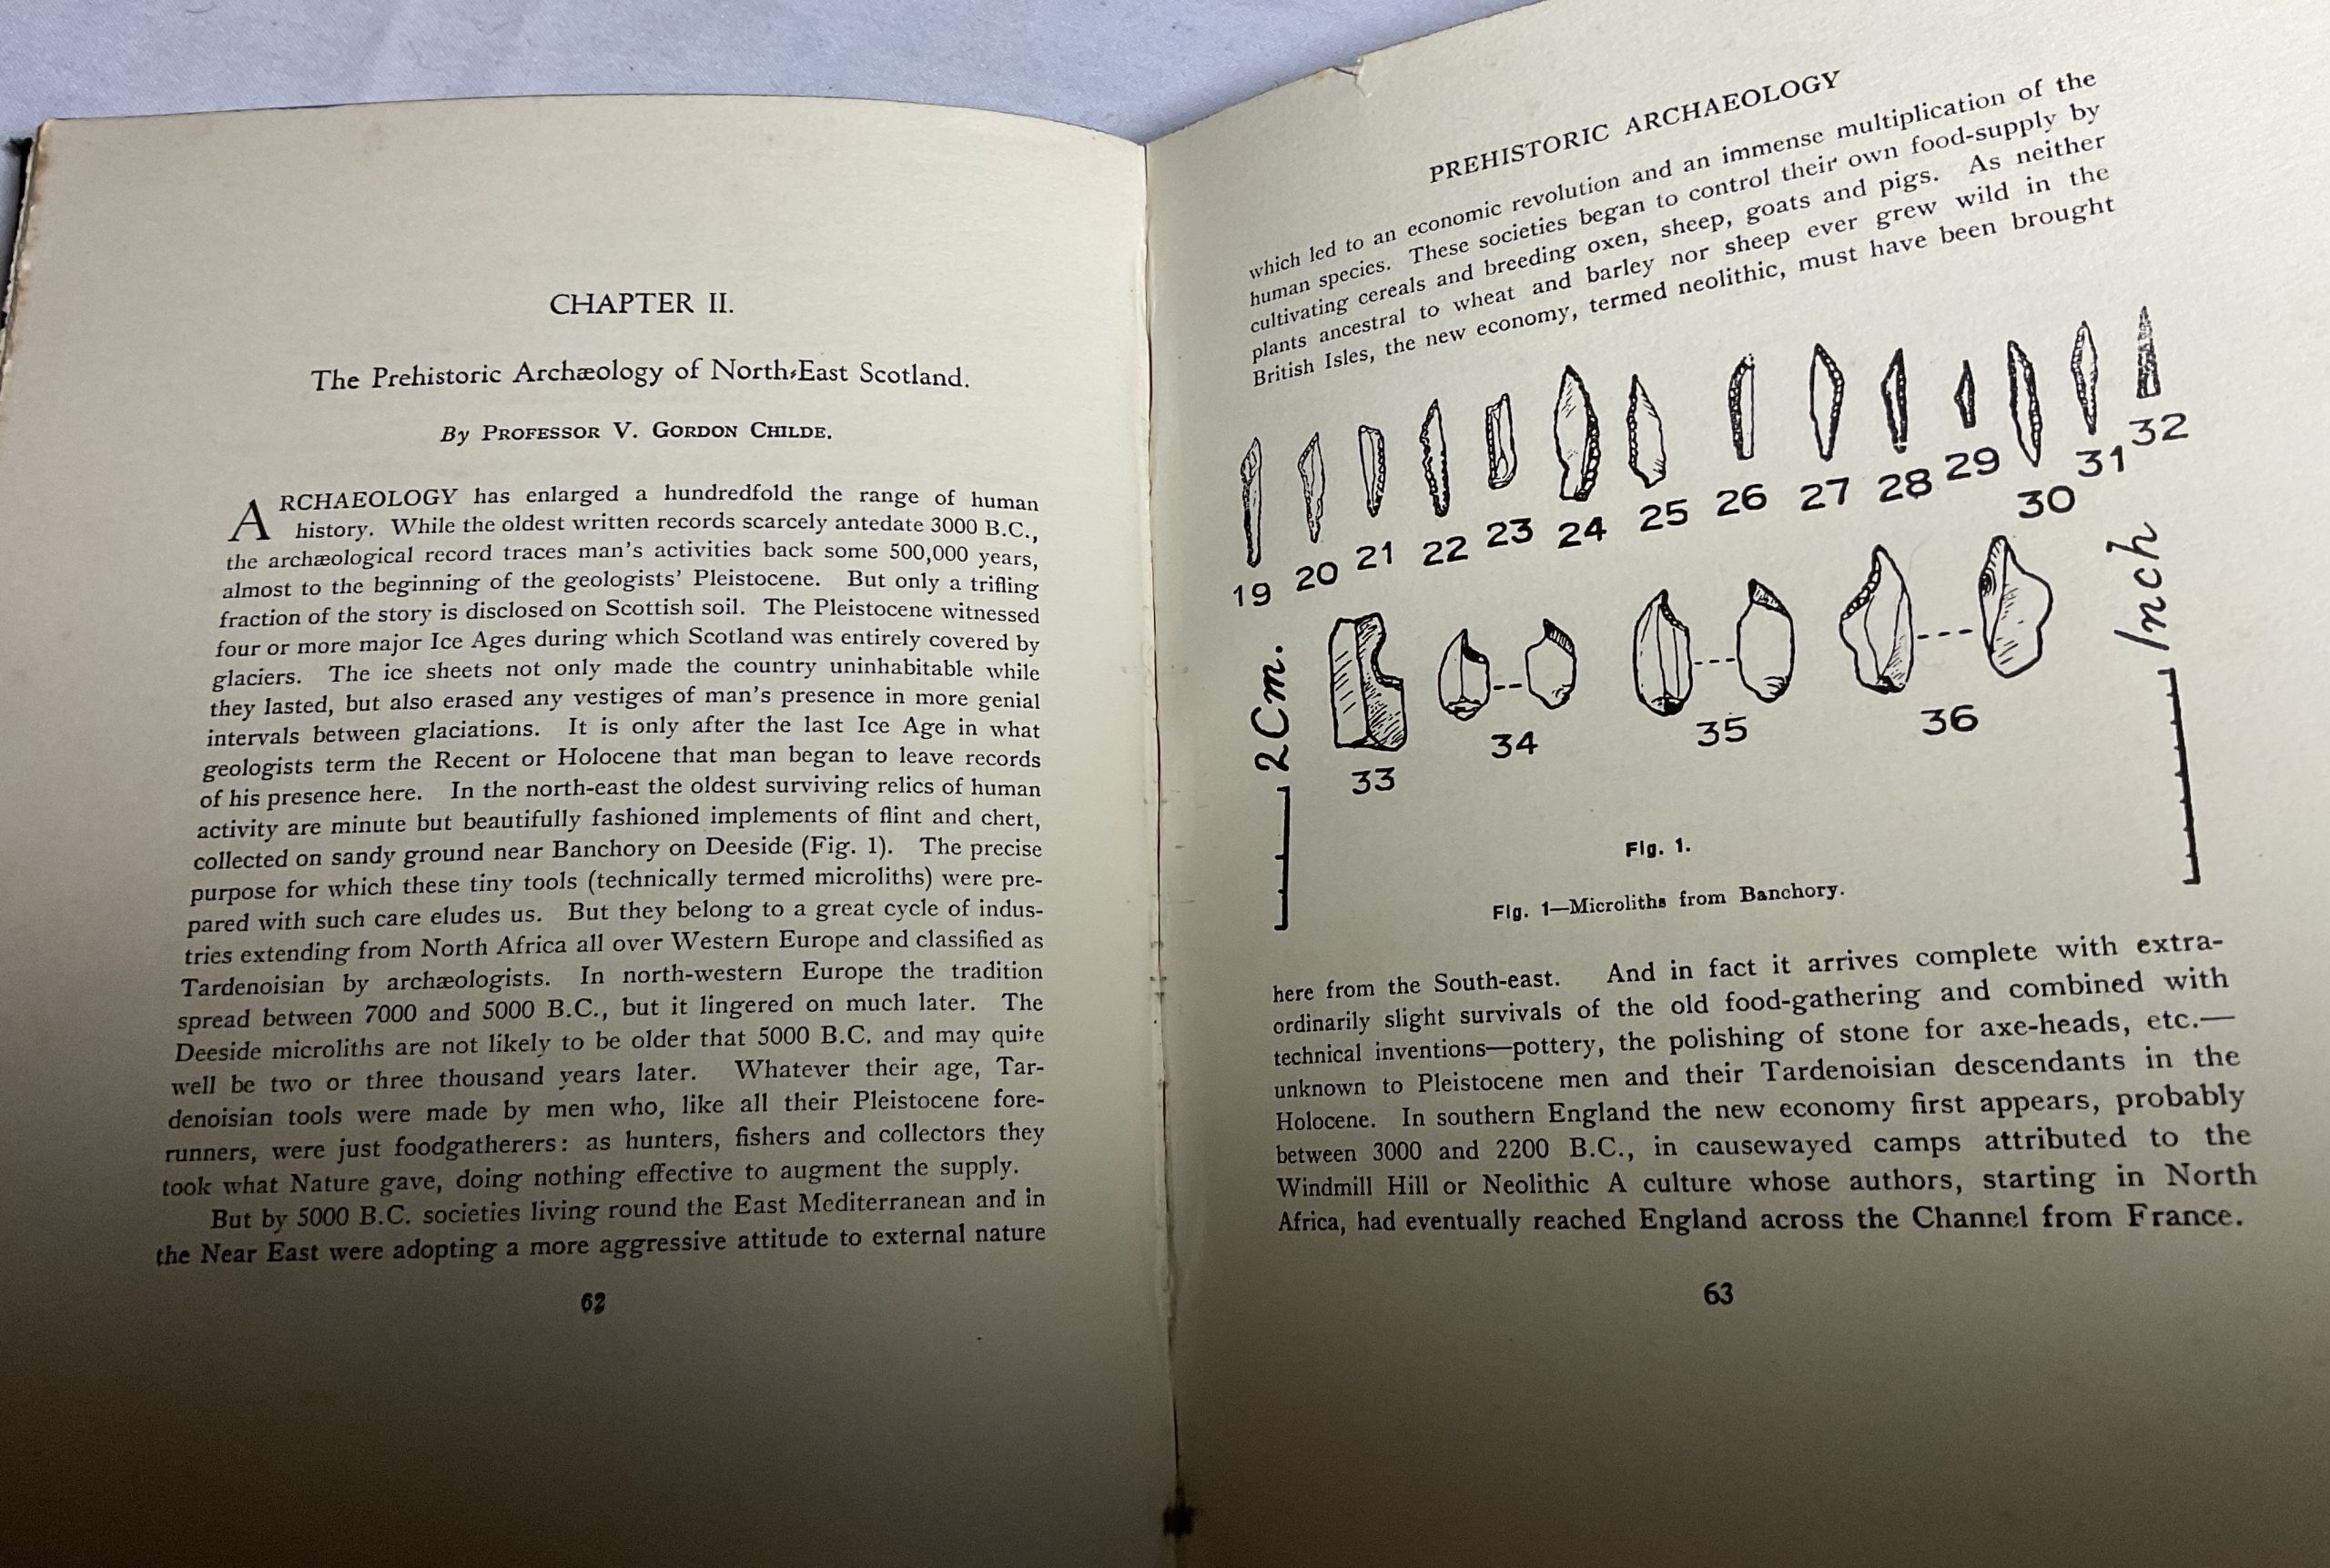 CHAPTER II.
The Prehistoric Archæology of North-East Scotland.
By PROFESSOR V. GORDON CHILDE.
ARCHAEOLOGY has enlarged a hundredfold the range of human
history. While the oldest written records scarcely antedate 3000 B.C.,
the archæological record traces man's activities back some 500,000 years,
almost to the beginning of the geologists' Pleistocene. But only a trifling
fraction of the story is disclosed on Scottish soil. The Pleistocene witnessed
four or more major Ice Ages during which Scotland was entirely covered by
glaciers. The ice sheets not only made the country uninhabitable while
they lasted, but also erased any vestiges of man's presence in more genial
intervals between glaciations. It is only after the last Ice Age in what
geologists term the Recent or Holocene that man began to leave records
of his presence here. In the north-east the oldest surviving relics of human
activity are minute but beautifully fashioned implements of flint and chert,
collected on sandy ground near Banchory on Deeside (Fig. 1). The precise
purpose for which these tiny tools (technically termed microliths) were pre-
pared with such care eludes us. But they belong to a great cycle of indus-
tries extending from North Africa all over Western Europe and classified as
Tardenoisian by archæologists. In north-western Europe the tradition
spread between 7000 and 5000 B.C., but it lingered on much later. The
Deeside microliths are not likely to be older that 5000 B.C. and may quite
well be two or three thousand years later. Whatever their age, Tar-
denoisian tools were made by men who, like all their Pleistocene fore-
runners, were just foodgatherers: as hunters, fishers and collectors they
took what Nature gave, doing nothing effective to augment the supply.
But by 5000 B.C. societies living round the East Mediterranean and in
the Near East were adopting a more aggressive attitude to external nature
62
PREHISTORIC ARCHAEOLOGY
which led to an economic revolution and an immense multiplication of the
human species. These societies began to control their own food-supply by
cultivating cereals and breeding oxen, sheep, goats and pigs. As neither
plants ancestral to wheat and barley nor sheep ever grew wild in the
British Isles, the new economy, termed neolithic, must have been brought
19 20 21 22 23 24 25 26 27 28 29 30 31 32
2Cm.
33 34 35 36
Inch
Fig. 1.
Fig. 1—Microliths from Banchory.
here from the South-east. And in fact it arrives complete with extra-
ordinarily slight survivals of the old food-gathering and combined with
technical inventions—pottery, the polishing of stone for axe-heads, etc.—
unknown to Pleistocene men and their Tardenoisian descendants in the
Holocene. In southern England the new economy first appears, probably
between 3000 and 2200 B.C., in causewayed camps attributed to the
Windmill Hill or Neolithic A culture whose authors, starting in North
Africa, had eventually reached England across the Channel from France.
63